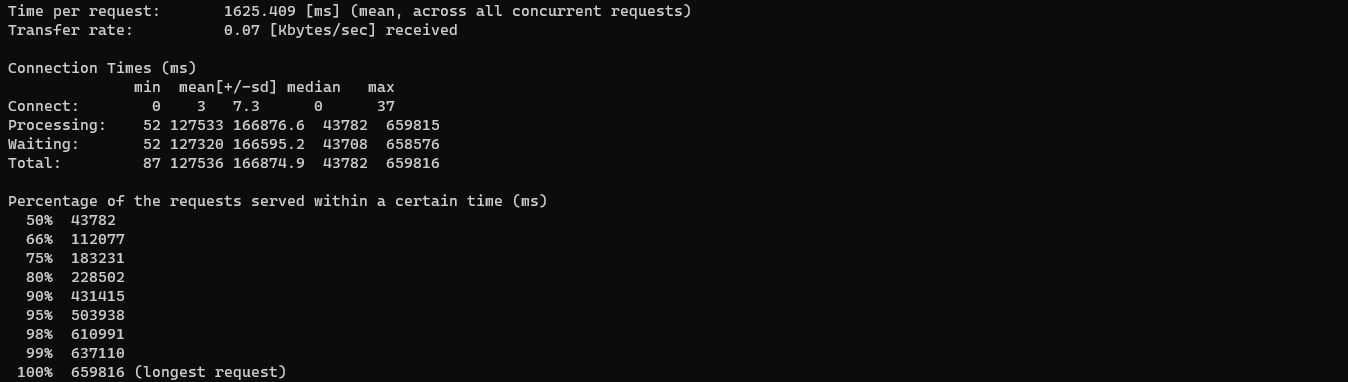 Time per request:       1625.409 [ms] (mean, across all concurrent requests)
Transfer rate:          0.07 [Kbytes/sec] received

Connection Times (ms)
              min  mean[+/-sd] median   max
Connect:        0    3   7.3      0      37
Processing:    52 127533 166876.6  43782  659815
Waiting:       52 127320 166595.2  43708  658576
Total:         87 127536 166874.9  43782  659816

Percentage of the requests served within a certain time (ms)
  50%  43782
  66%  112077
  75%  183231
  80%  228502
  90%  431415
  95%  503938
  98%  610991
  99%  637110
 100%  659816 (longest request)